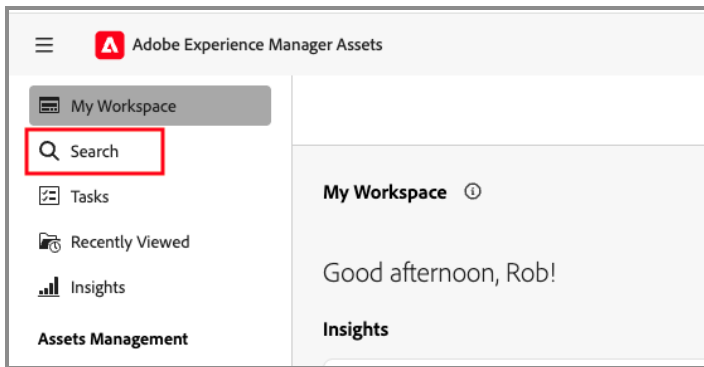 Adobe Experience Manager Assets
My Workspace
Search
Tasks
Recently Viewed
Insights
Assets Management
My Workspace
Good afternoon, Rob!
Insights